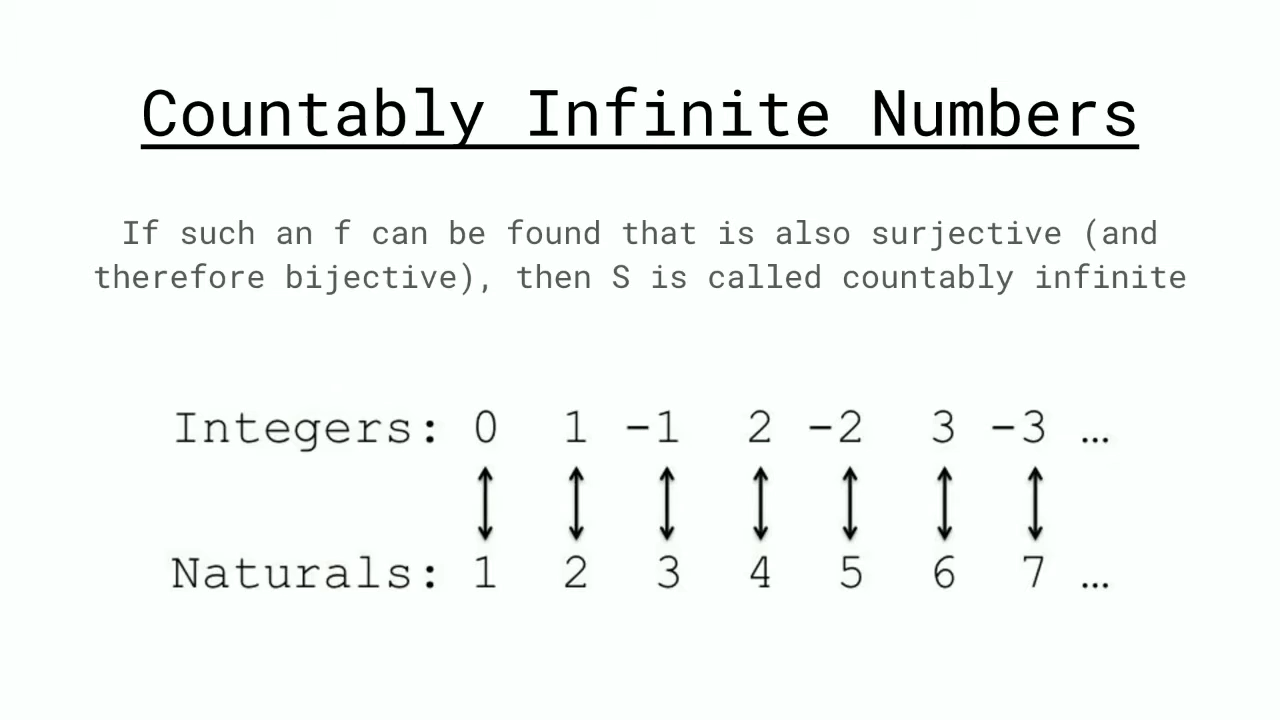 Countably Infinite Numbers
If such an f can be found that is also surjective (and
therefore bijective), then S is called countably infinite
Integers: 0 1 -1 2 -2 3 -3 …
Naturals: 1 2 3 4 5 6 7 …